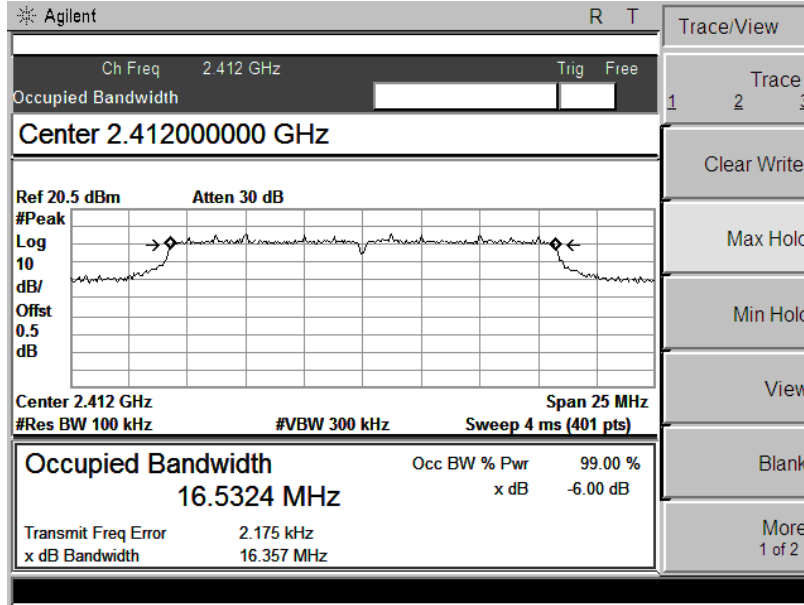 Agilent R T
Ch Freq 2.412 GHz Trig Free
Occupied Bandwidth
Center 2.412000000 GHz
Ref 20.5 dBm Atten 30 dB
#Peak
Log
10
dB/
Offst
0.5
dB
Center 2.412 GHz Span 25 MHz
#Res BW 100 kHz #VBW 300 kHz Sweep 4 ms (401 pts)
Occupied Bandwidth Occ BW % Pwr 99.00 %
16.5324 MHz x dB -6.00 dB
Transmit Freq Error 2.175 kHz
x dB Bandwidth 16.357 MHz
Trace/View
Trace
1 2
Clear Write
Max Hol
Min Hol
View
Blank
More
1 of 2